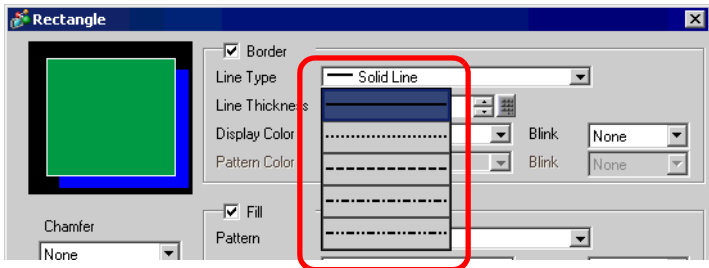 Rectangle
Border
Line Type Solid Line
Line Thickness
Display Color Blink None
Pattern Color Blink None
Fill
Chamfer
Pattern
None